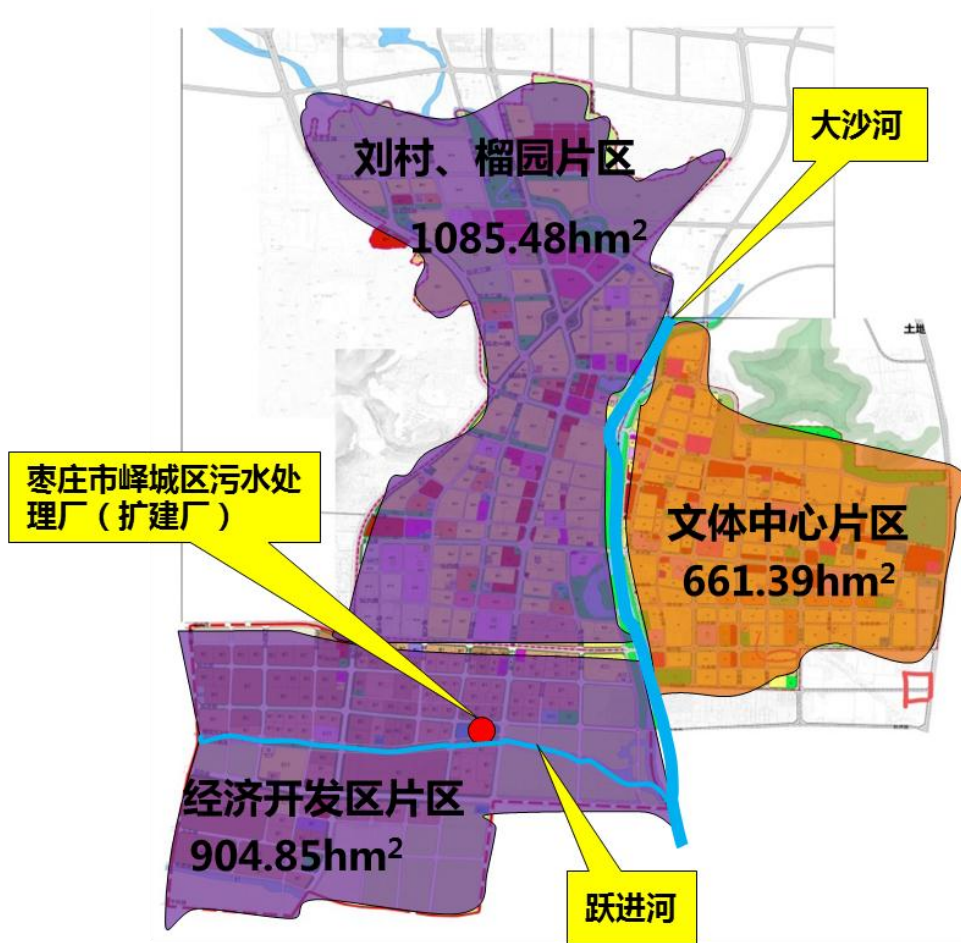 大沙河
刘村、榴园片区
1085.48hm²
土地
枣庄市峄城区污水处
理厂（扩建厂）
文体中心片区
661.39hm²
经济开发区片区
904.85hm²
跃进河